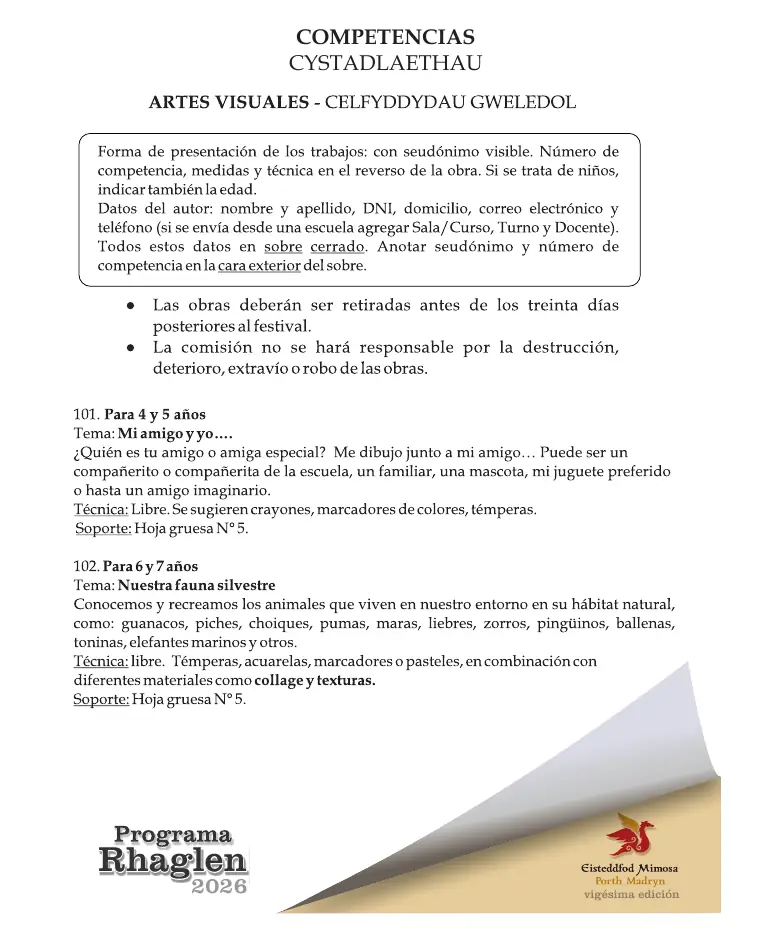 COMPETENCIAS
CYSTADLAETHAU
ARTES VISUALES - CELFYDDYDAU GWELEDOL
Forma de presentación de los trabajos: con seudónimo visible. Número de
competencia, medidas y técnica en el reverso de la obra. Si se trata de niños,
indicar también la edad.
Datos del autor: nombre y apellido, DNI, domicilio, correo electrónico y
teléfono (si se envía desde una escuela agregar Sala/Curso, Turno y Docente).
Todos estos datos en sobre cerrado. Anotar seudónimo y número de
competencia en la cara exterior del sobre.
● Las obras deberán ser retiradas antes de los treinta días
posteriores al festival.
● La comisión no se hará responsable por la destrucción,
deterioro, extravío o robo de las obras.
101. Para 4 y 5 años
Tema: Mi amigo y yo….
¿Quién es tu amigo o amiga especial? Me dibujo junto a mi amigo… Puede ser un
compañerito o compañerita de la escuela, un familiar, una mascota, mi juguete preferido
o hasta un amigo imaginario.
Técnica: Libre. Se sugieren crayones, marcadores de colores, témperas.
Soporte: Hoja gruesa N° 5.
102. Para 6 y 7 años
Tema: Nuestra fauna silvestre
Conocemos y recreamos los animales que viven en nuestro entorno en su hábitat natural,
como: guanacos, piches, choiques, pumas, maras, liebres, zorros, pingüinos, ballenas,
toninas, elefantes marinos y otros.
Técnica: libre. Témperas, acuarelas, marcadores o pasteles, en combinación con
diferentes materiales como collage y texturas.
Soporte: Hoja gruesa N° 5.
Programa
Rhaglen
2026
Eisteddfod Mimosa
Porth Madryn
vigésima edición